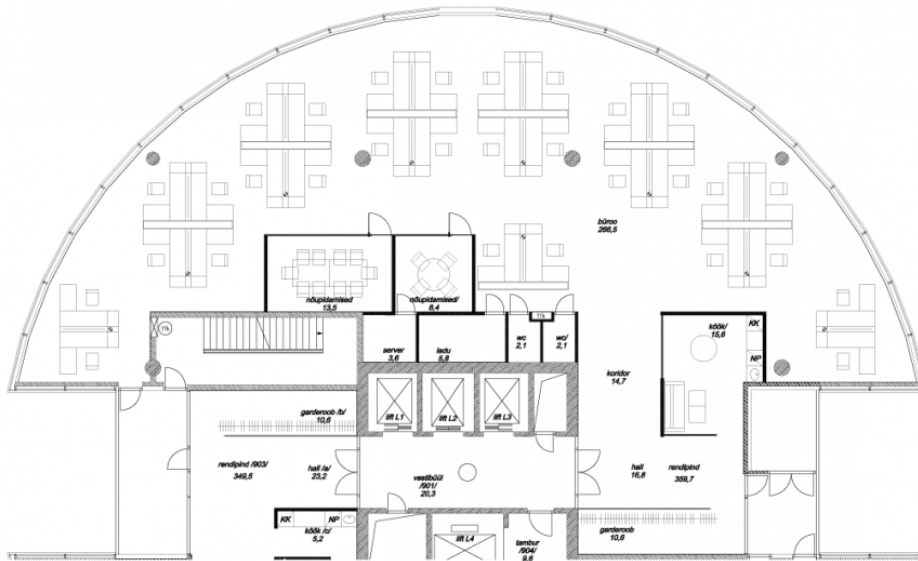 büroo
266,5
nõupidamised
13,5
nõupidamised/
8,4
server
3,6
ladu
5,8
wc
2,1
wc/
2,1
köök/
15,6
KK
NP
koridor
14,7
garderoob /b/
10,6
lift L1
lift L2
lift L3
rendipind /903/
349,5
hall /a/
23,2
vestibüül
/901/
20,3
hall
16,8
rendipind
359,7
KK
NP
köök /c/
5,2
lift L4
tambur
/904/
9,6
garderoob
10,6